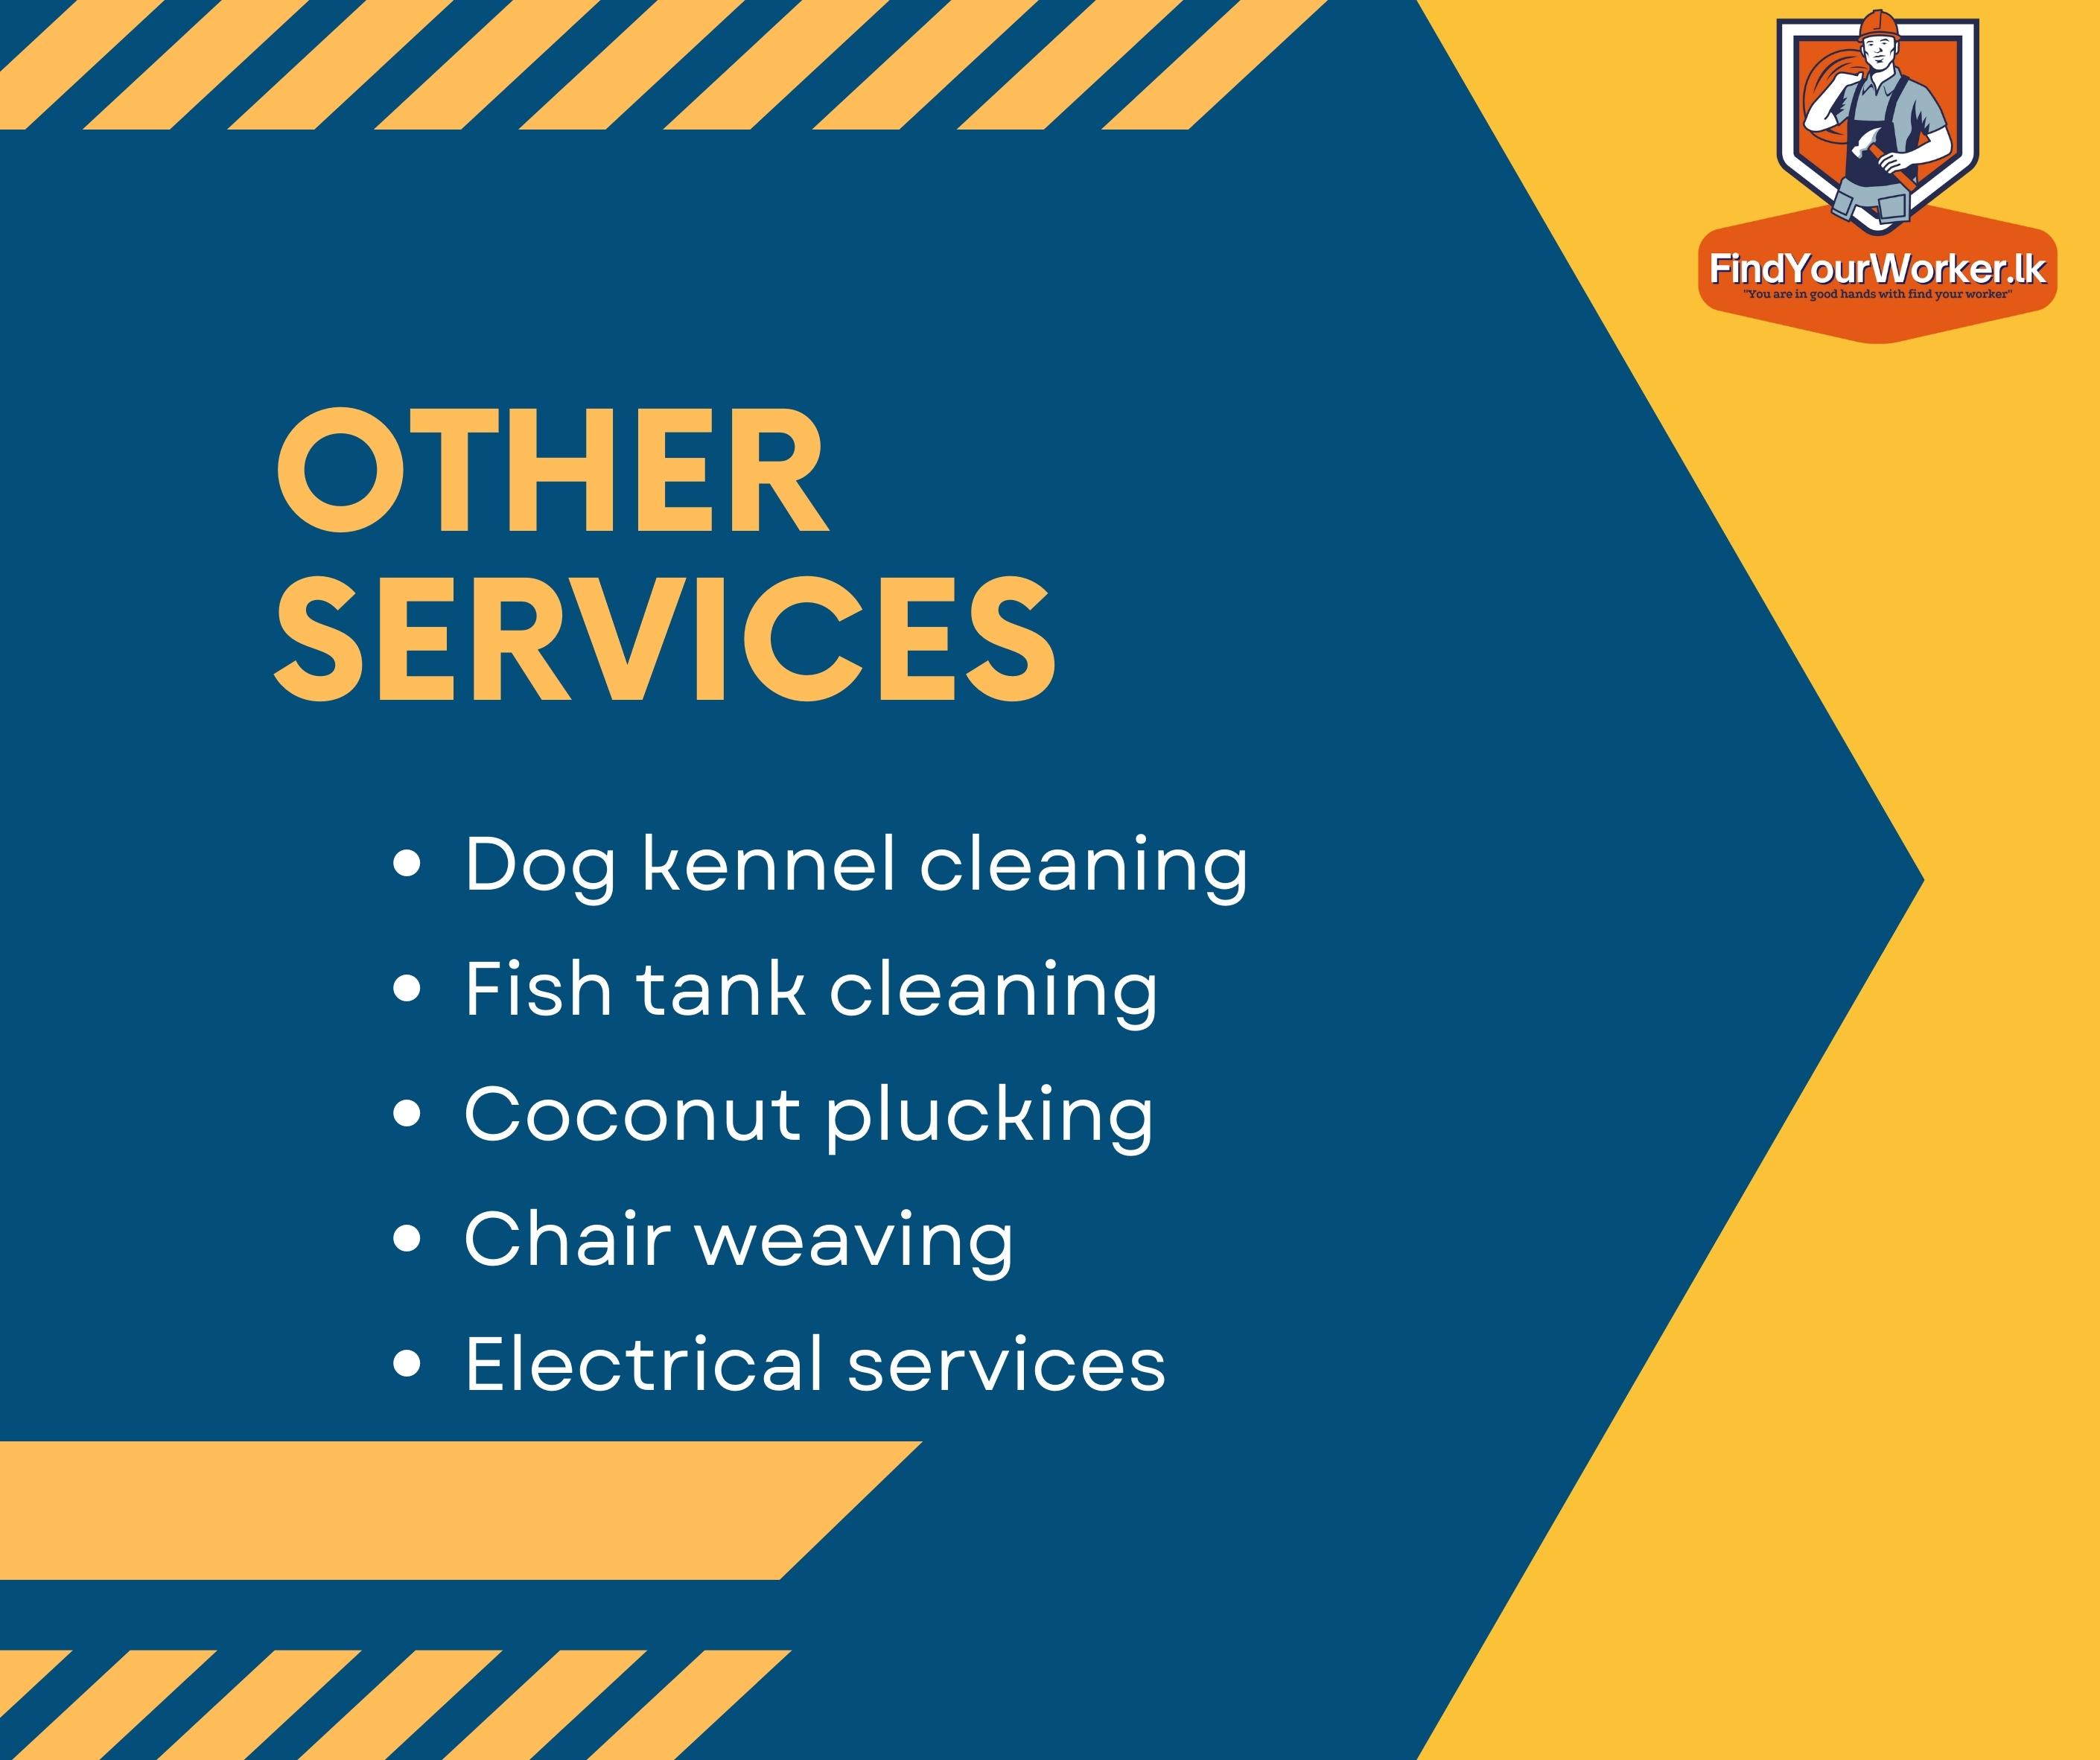 FindYourWorker.lk
"You are in good hands with find your worker"
OTHER
SERVICES
• Dog kennel cleaning
• Fish tank cleaning
• Coconut plucking
• Chair weaving
• Electrical services